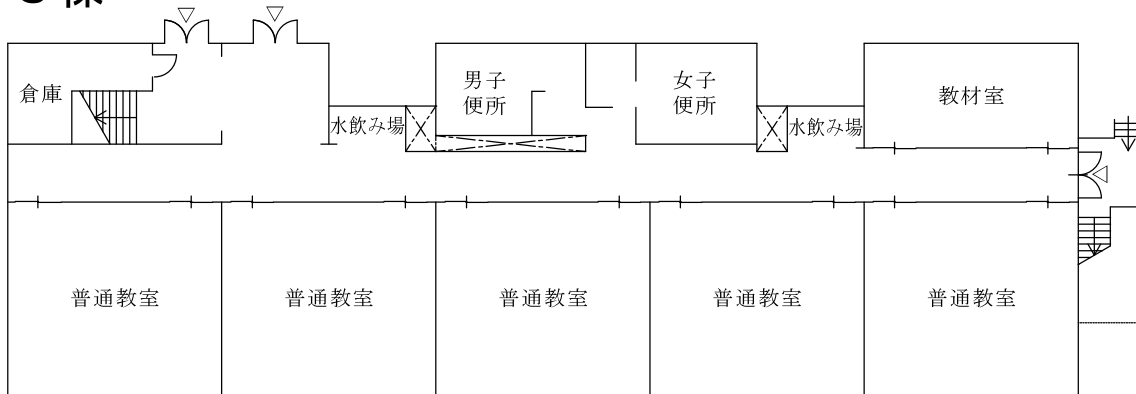 棟
倉庫
男子
便所
女子
便所
教材室
水飲み場
水飲み場
普通教室
普通教室
普通教室
普通教室
普通教室